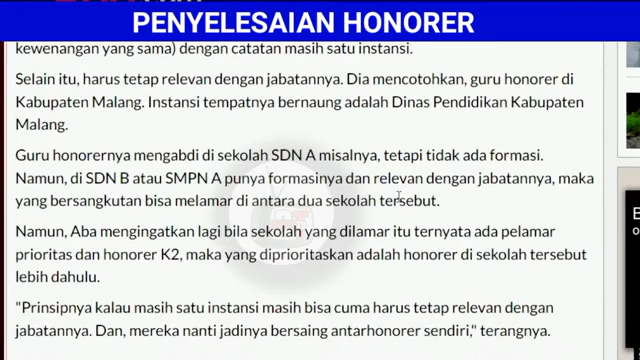 PENYELESAIAN HONORER
kewenangan yang sama) dengan catatan masih satu instansi.
Selain itu, harus tetap relevan dengan jabatannya. Dia mencotohkan, guru honorer di
Kabupaten Malang. Instansi tempatnya bernaung adalah Dinas Pendidikan Kabupaten
Malang.
Guru honorernya mengabdi di sekolah SDN A misalnya, tetapi tidak ada formasi.
Namun, di SDN B atau SMPN A punya formasinya dan relevan dengan jabatannya, maka
yang bersangkutan bisa melamar di antara dua sekolah tersebut.
Namun, Aba mengingatkan lagi bila sekolah yang dilamar itu ternyata ada pelamar
prioritas dan honorer K2, maka yang diprioritaskan adalah honorer di sekolah tersebut
lebih dahulu.
"Prinsipnya kalau masih satu instansi masih bisa cuma harus tetap relevan dengan
jabatannya. Dan, mereka nanti jadinya bersaing antarhonorer sendiri," terangnya.